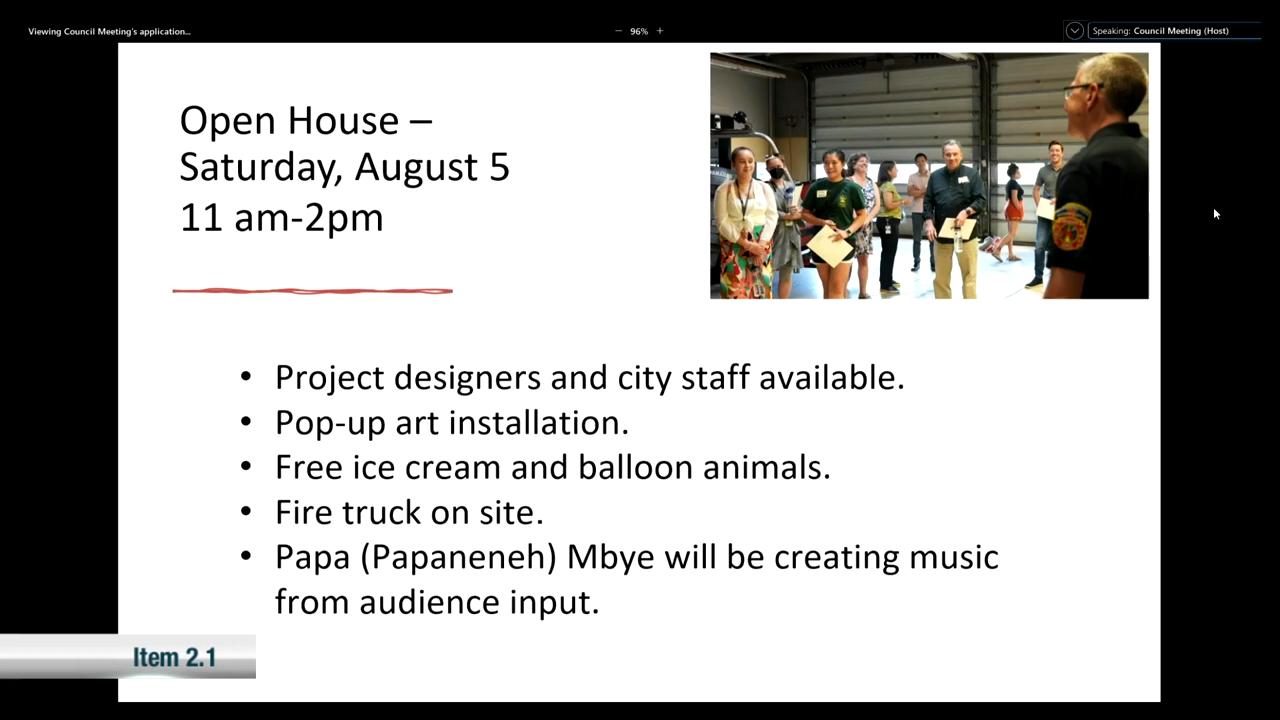 Viewing Council Meeting's application...
− 96% +
Speaking: Council Meeting (Host)
Open House –
Saturday, August 5
11 am-2pm
• Project designers and city staff available.
• Pop-up art installation.
• Free ice cream and balloon animals.
• Fire truck on site.
• Papa (Papaneneh) Mbye will be creating music
from audience input.
Item 2.1